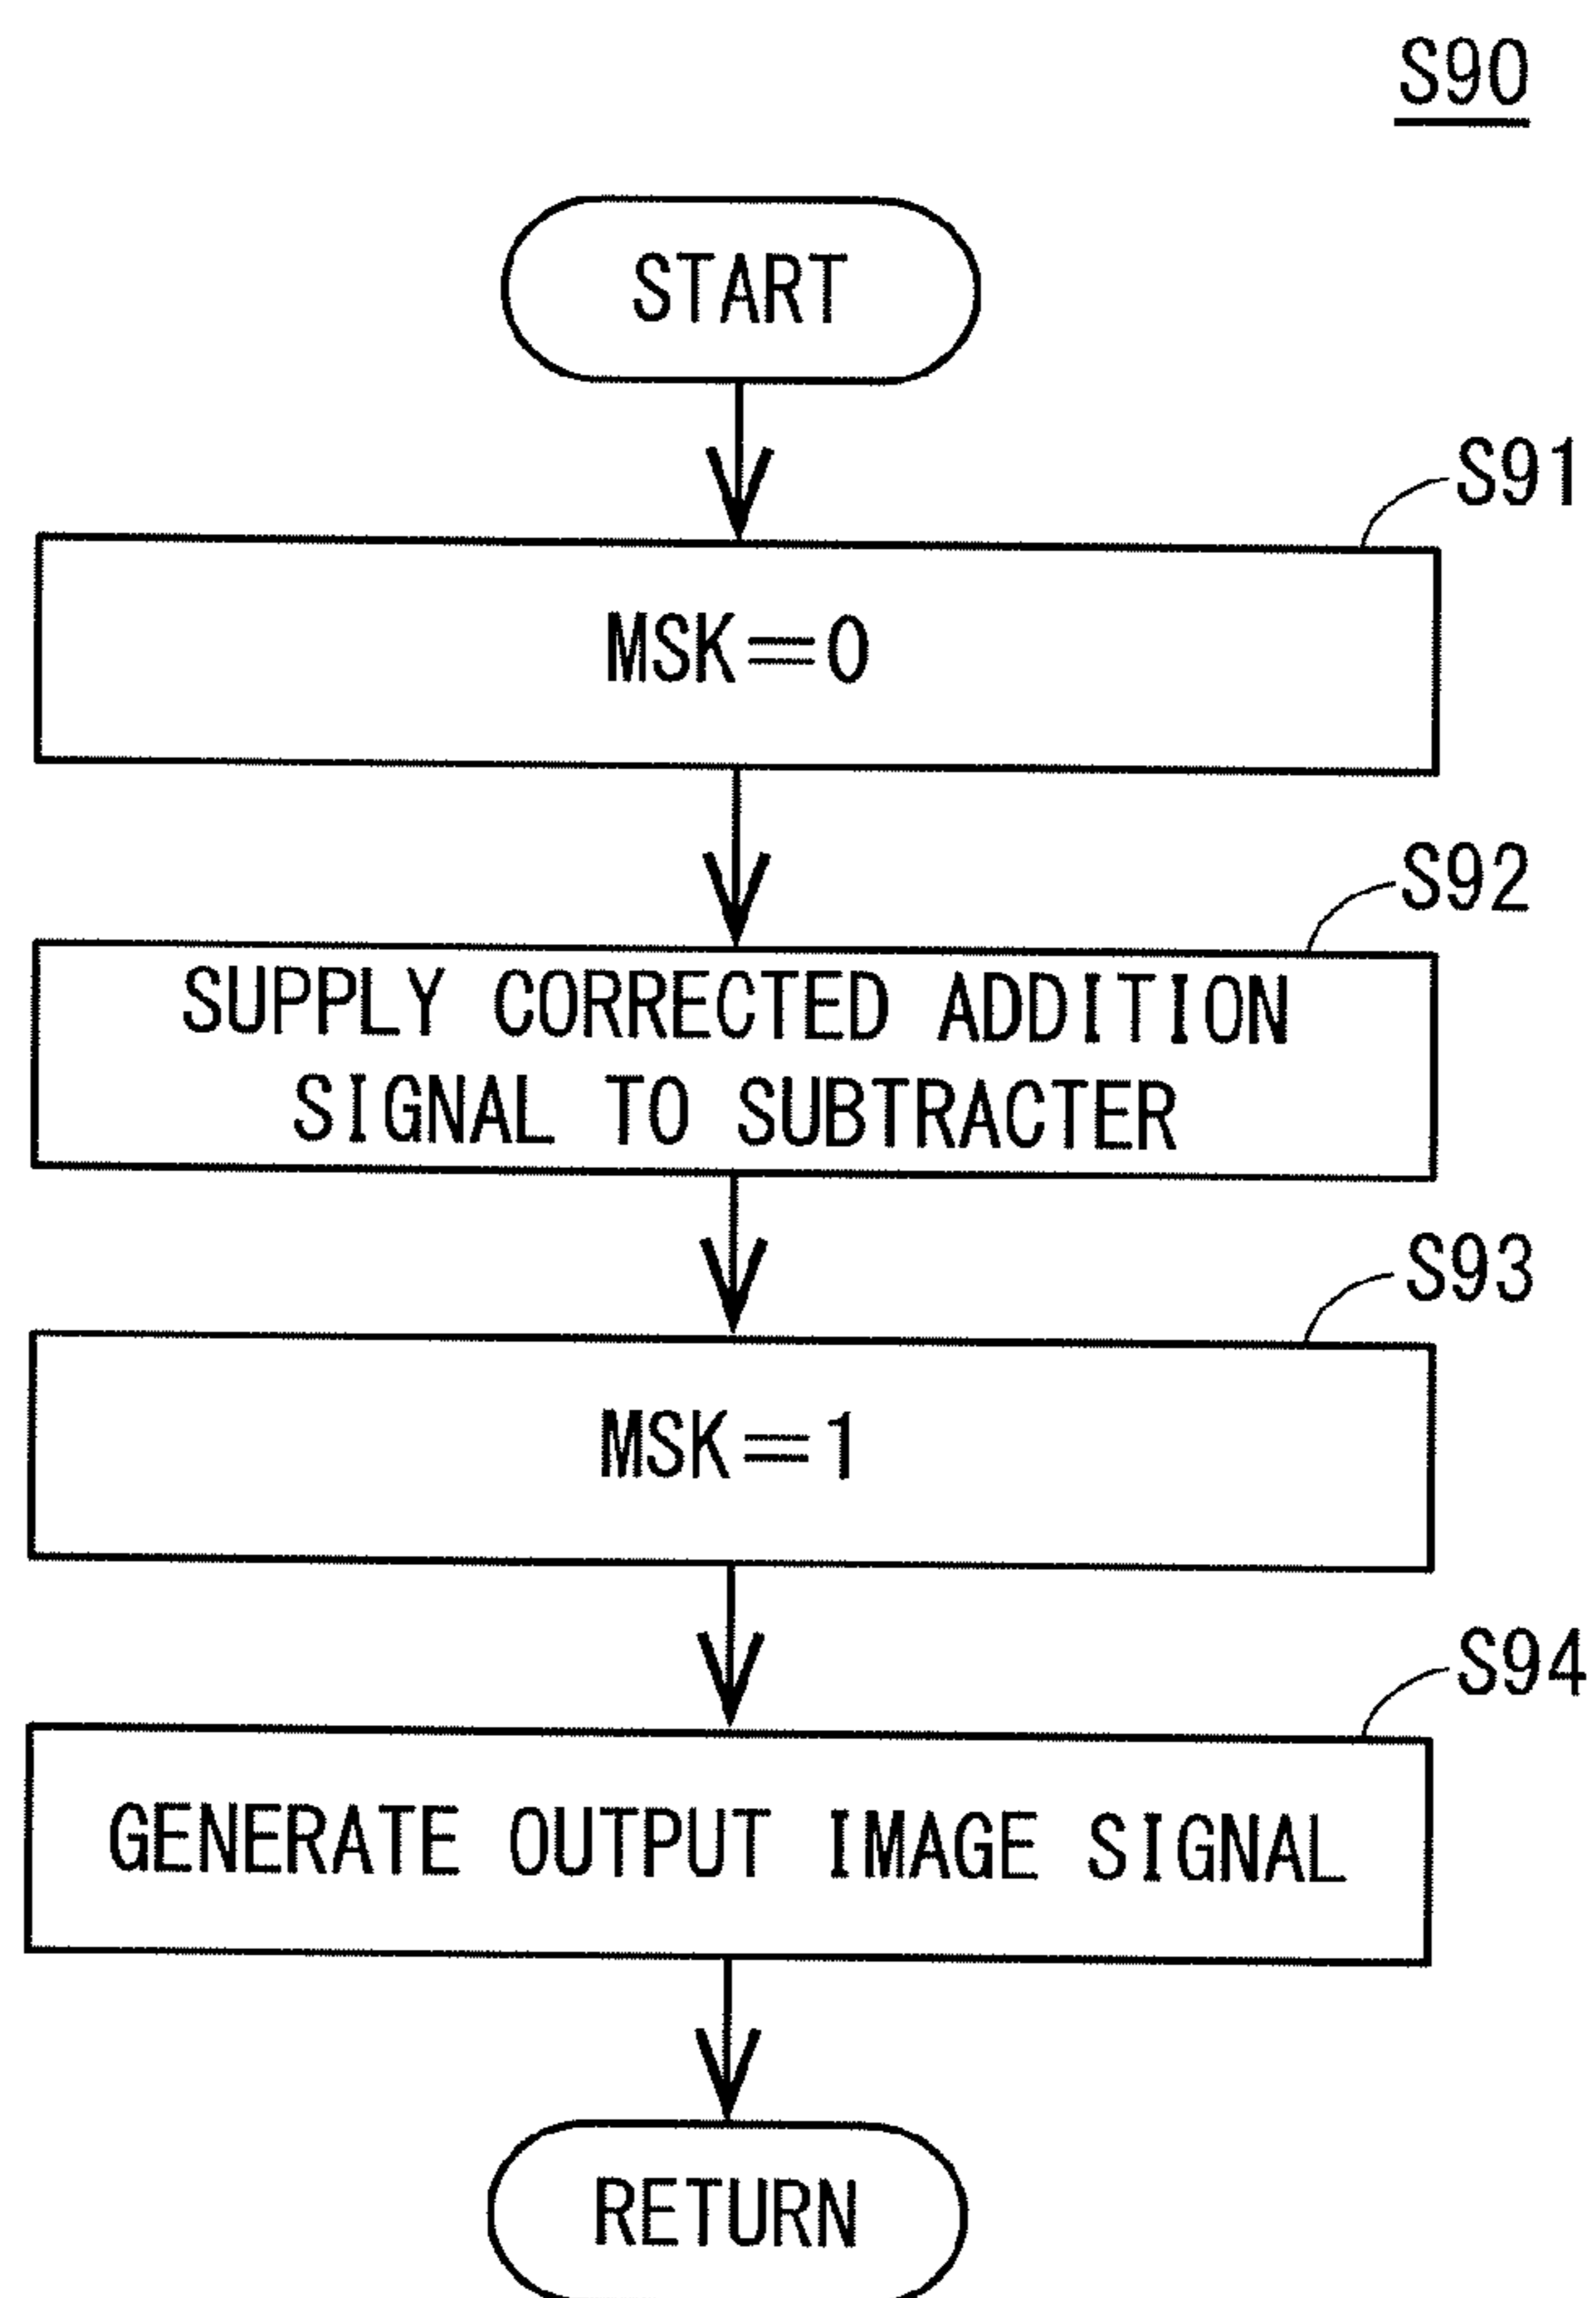 S90
START
S91
MSK=0
S92
SUPPLY CORRECTED ADDITION
SIGNAL TO SUBTRACTER
S93
MSK=1
S94
GENERATE OUTPUT IMAGE SIGNAL
RETURN